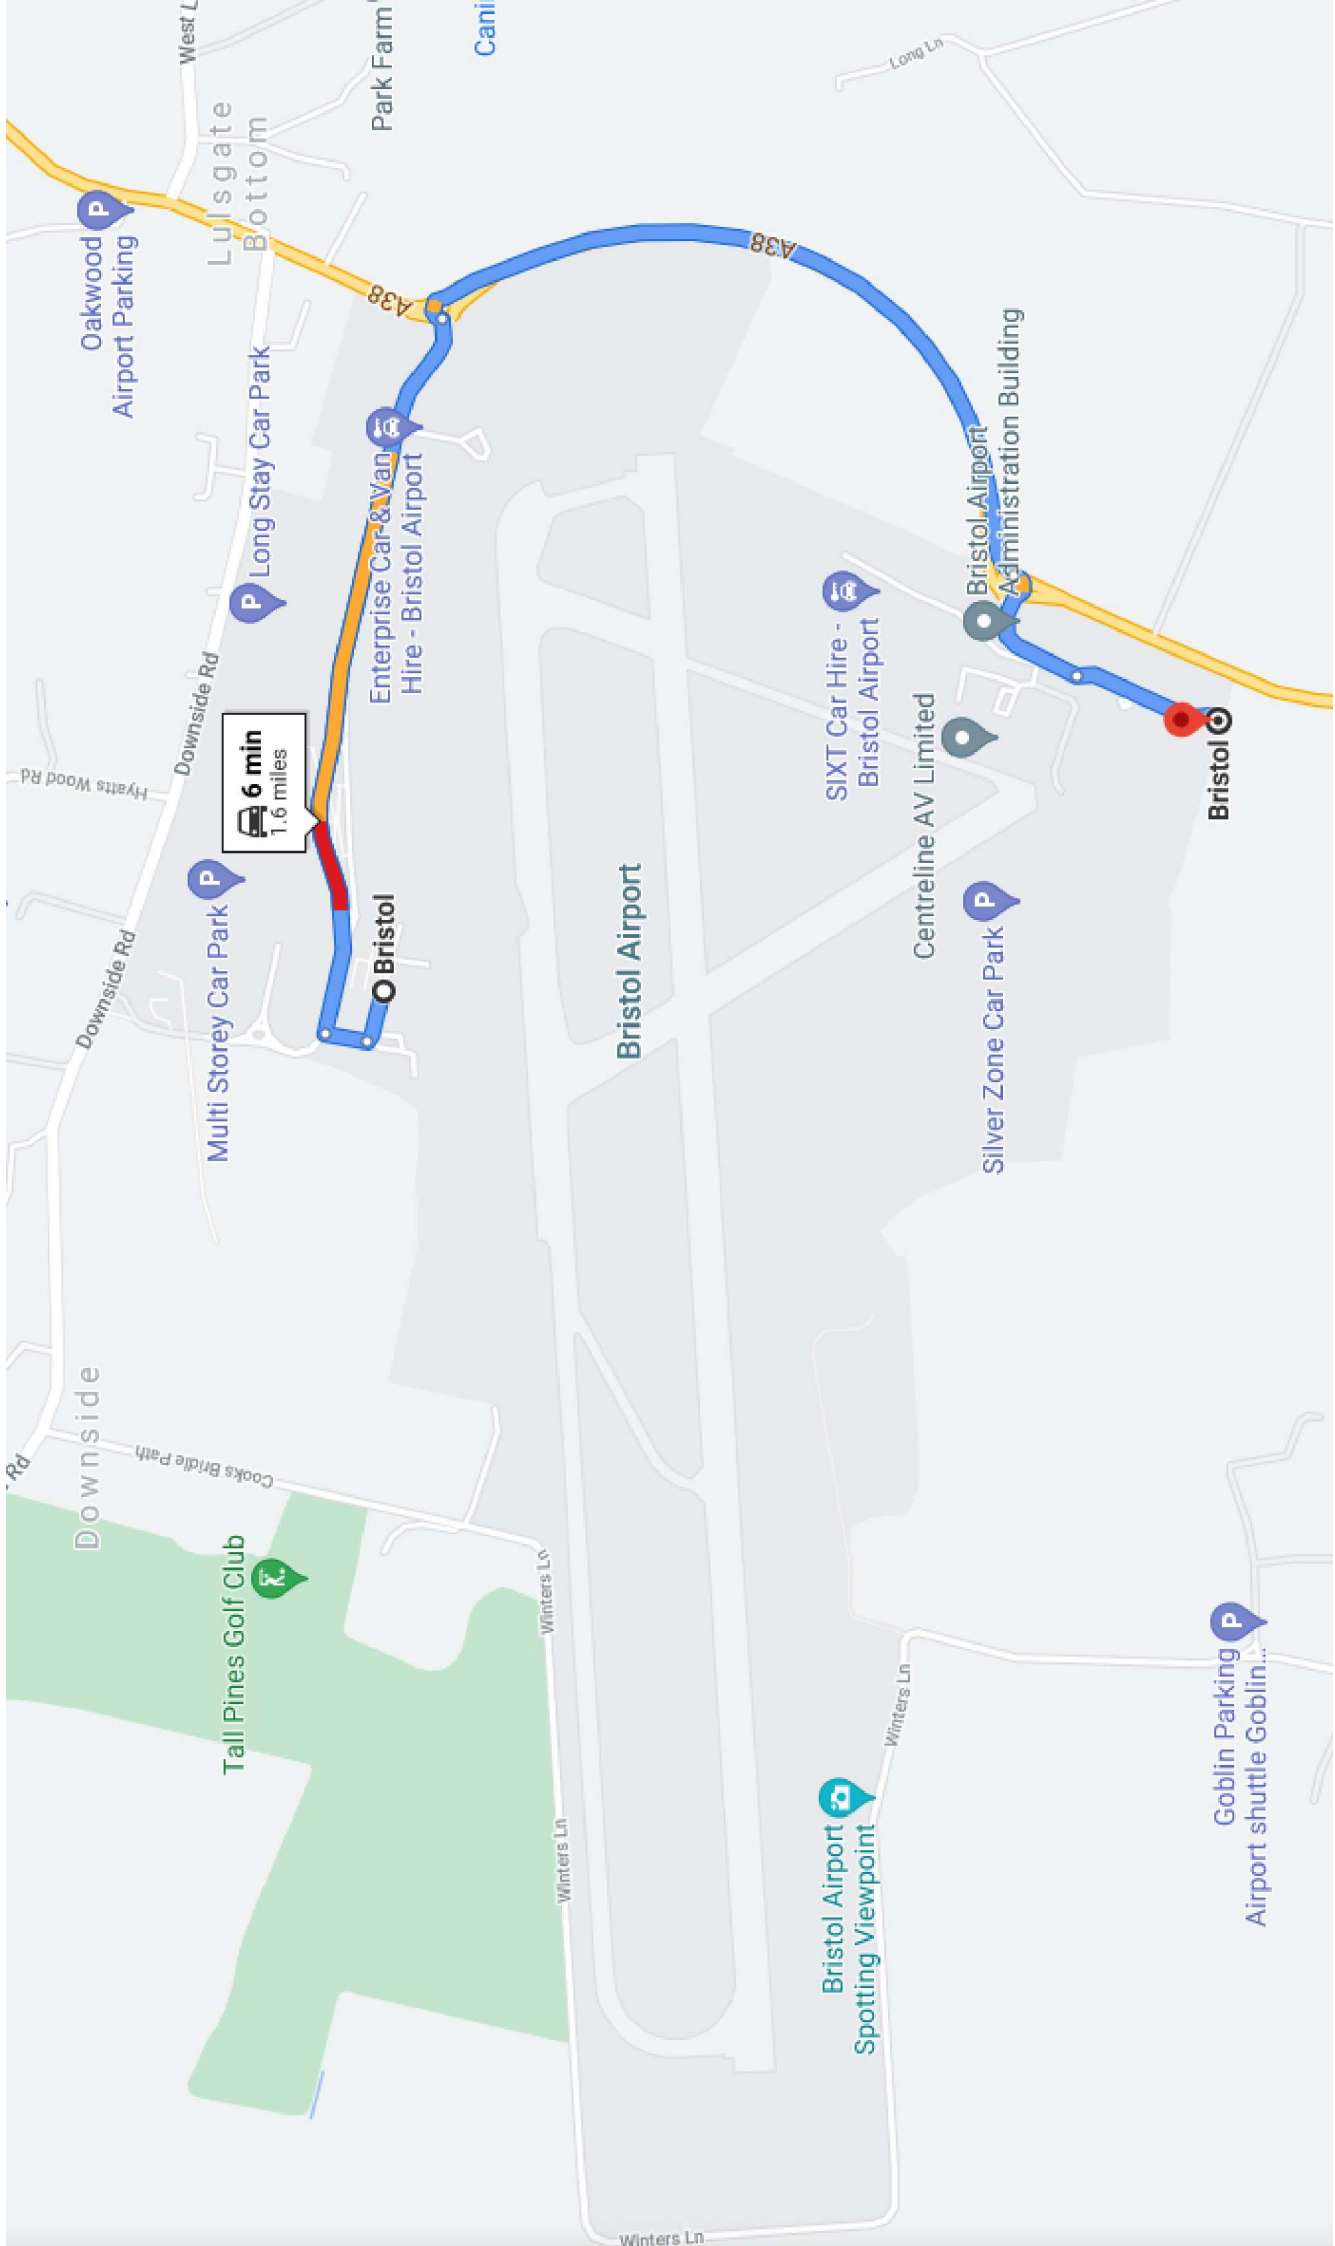 Tall Pines Golf Club
Downside
Rd
Cooks Bridle Path
Downside Rd
Hyatts Wood Rd
Downside Rd
Multi Storey Car Park
P
6 min
1.6 miles
P
Long Stay Car Park
Oakwood
Airport Parking
P
Lulsgate
Bottom
West L
Park Farm
Cani
A38
Bristol
Enterprise Car & Van
Hire - Bristol Airport
Winters Ln
Winters Ln
Winters Ln
Bristol Airport
A38
Long Ln
Bristol Airport
Spotting Viewpoint
Winters Ln
SIXT Car Hire -
Bristol Airport
Centreline AV Limited
Silver Zone Car Park
P
Bristol Airport
Administration Building
Bristol
Goblin Parking
Airport shuttle Goblin...
P